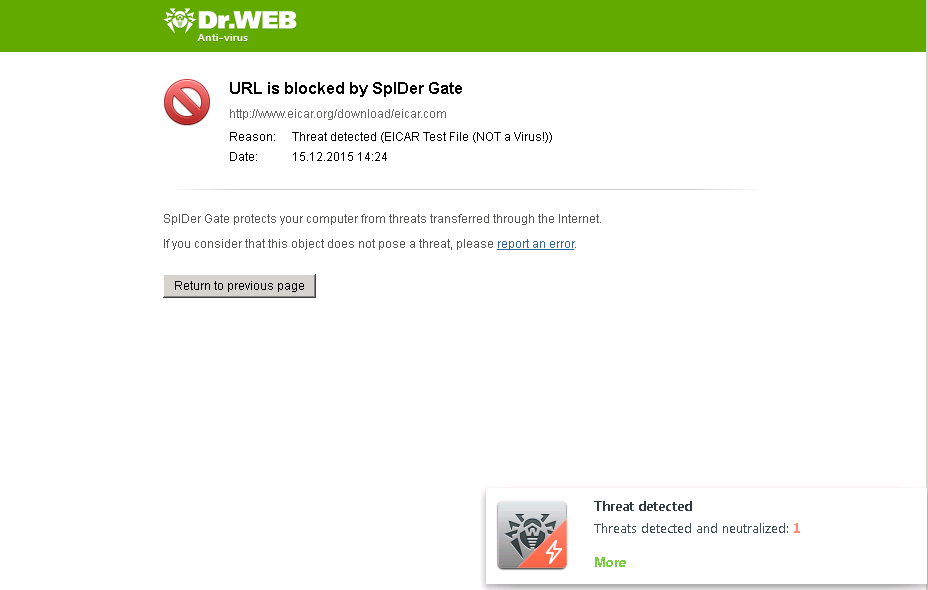 Dr.WEB
Anti-virus
URL is blocked by SpIDer Gate
http://www.eicar.org/download/eicar.com
Reason: Threat detected (EICAR Test File (NOT a Virus!))
Date: 15.12.2015 14:24
SpIDer Gate protects your computer from threats transferred through the Internet.
If you consider that this object does not pose a threat, please report an error.
Return to previous page
Threat detected
Threats detected and neutralized: 1
More